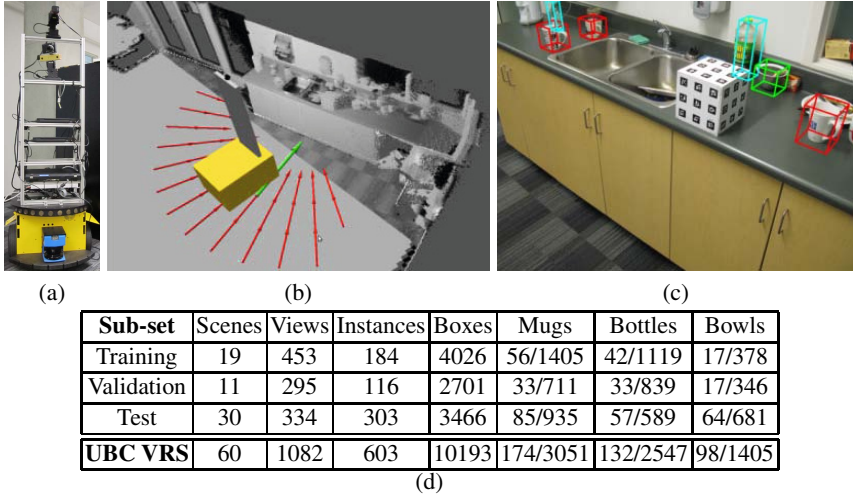 (a) (b) (c)
Sub-set Scenes Views Instances Boxes Mugs Bottles Bowls
Training 19 453 184 4026 56/1405 42/1119 17/378
Validation 11 295 116 2701 33/711 33/839 17/346
Test 30 334 303 3466 85/935 57/589 64/681
UBC VRS 60 1082 603 10193 174/3051 132/2547 98/1405
(d)